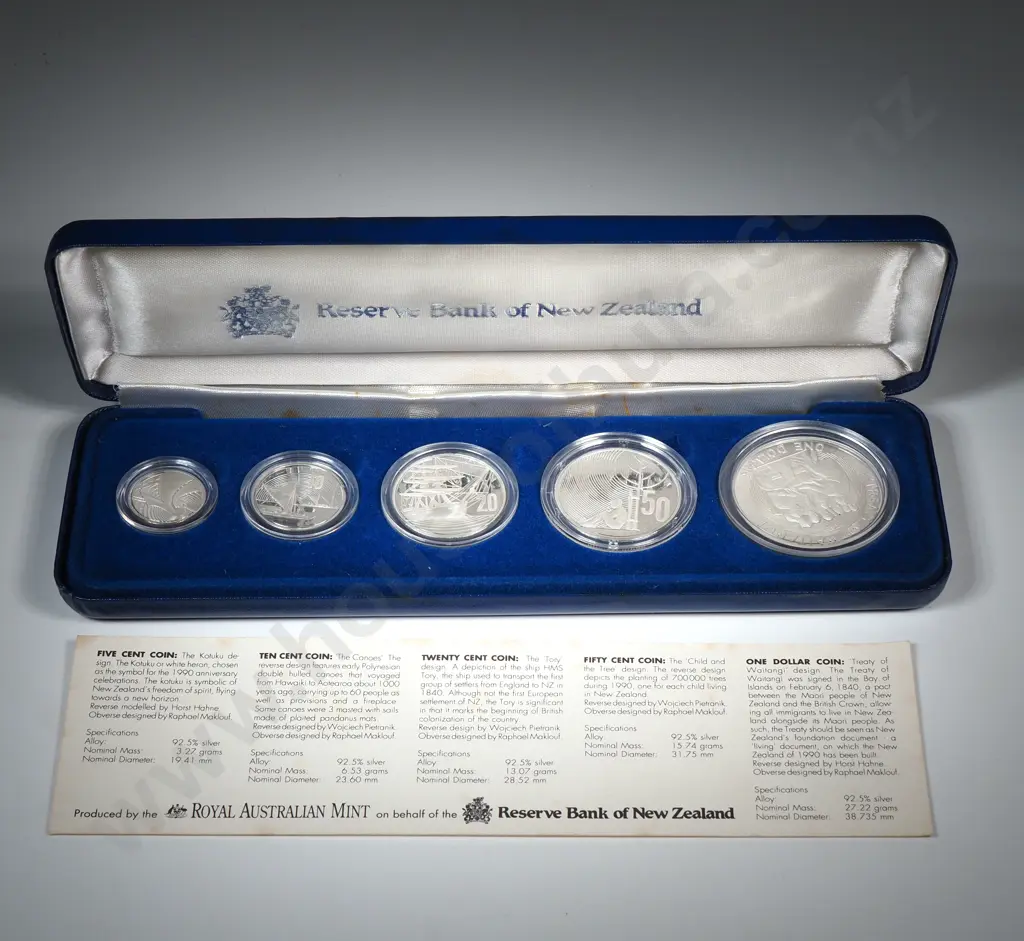 Reserve Bank of New Zealand
20
50
ONE DOLLAR
FIVE CENT COIN: The Kotuku de-
sign. The Kotuku or white heron, chosen
as the symbol for the 1990 anniversary
celebrations. The kotuku is symbolic of
New Zealand's freedom of spirit, flying
towards a new horizon.
Reverse modelled by Horst Hahne.
Obverse designed by Raphael Maklouf.
Specifications
Alloy: 92.5% silver
Nominal Mass: 3.27 grams
Nominal Diameter: 19.41 mm
TEN CENT COIN: 'The Canoes'. The
reverse design features early Polynesian
double hulled canoes that voyaged
from Hawaiki to Aotearoa about 1000
years ago, carrying up to 60 people as
well as provisions and a fireplace.
Some canoes were 3 masted with sails
made of plaited pandanus mats.
Reverse designed by Wojciech Pietranik.
Obverse designed by Raphael Maklouf.
Specifications
Alloy: 92.5% silver
Nominal Mass: 6.53 grams
Nominal Diameter: 23.60 mm
TWENTY CENT COIN: The 'Tory'
design. A depiction of the ship HMS
Tory, the ship used to transport the first
group of settlers from England to NZ in
1840. Although not the first European
settlement of NZ, the Tory is significant
in that it marks the beginning of British
colonization of the country.
Reverse design by Wojciech Pietranik.
Obverse designed by Raphael Maklouf.
Specifications
Alloy: 92.5% silver
Nominal Mass: 13.07 grams
Nominal Diameter: 28.52 mm
FIFTY CENT COIN: The 'Child and
the Tree' design. The reverse design
depicts the planting of 700000 trees
during 1990, one for each child living
in New Zealand.
Reverse designed by Wojciech Pietranik.
Obverse designed by Raphael Maklouf.
Specifications
Alloy: 92.5% silver
Nominal Mass: 15.74 grams
Nominal Diameter: 31.75 mm
ONE DOLLAR COIN: 'Treaty of
Waitangi' design. The Treaty of
Waitangi was signed in the Bay of
Islands on February 6, 1840, a pact
between the Maori people of New
Zealand and the British Crown, allow-
ing all immigrants to live in New Zea-
land alongside its Maori people. As
such, the Treaty should be seen as New
Zealand's foundation document - a
'living' document, on which the New
Zealand of 1990 has been built.
Reverse designed by Horst Hahne.
Obverse designed by Raphael Maklouf.
Specifications
Alloy: 92.5% silver
Nominal Mass: 27.22 grams
Nominal Diameter: 38.735 mm
Produced by the ROYAL AUSTRALIAN MINT on behalf of the Reserve Bank of New Zealand